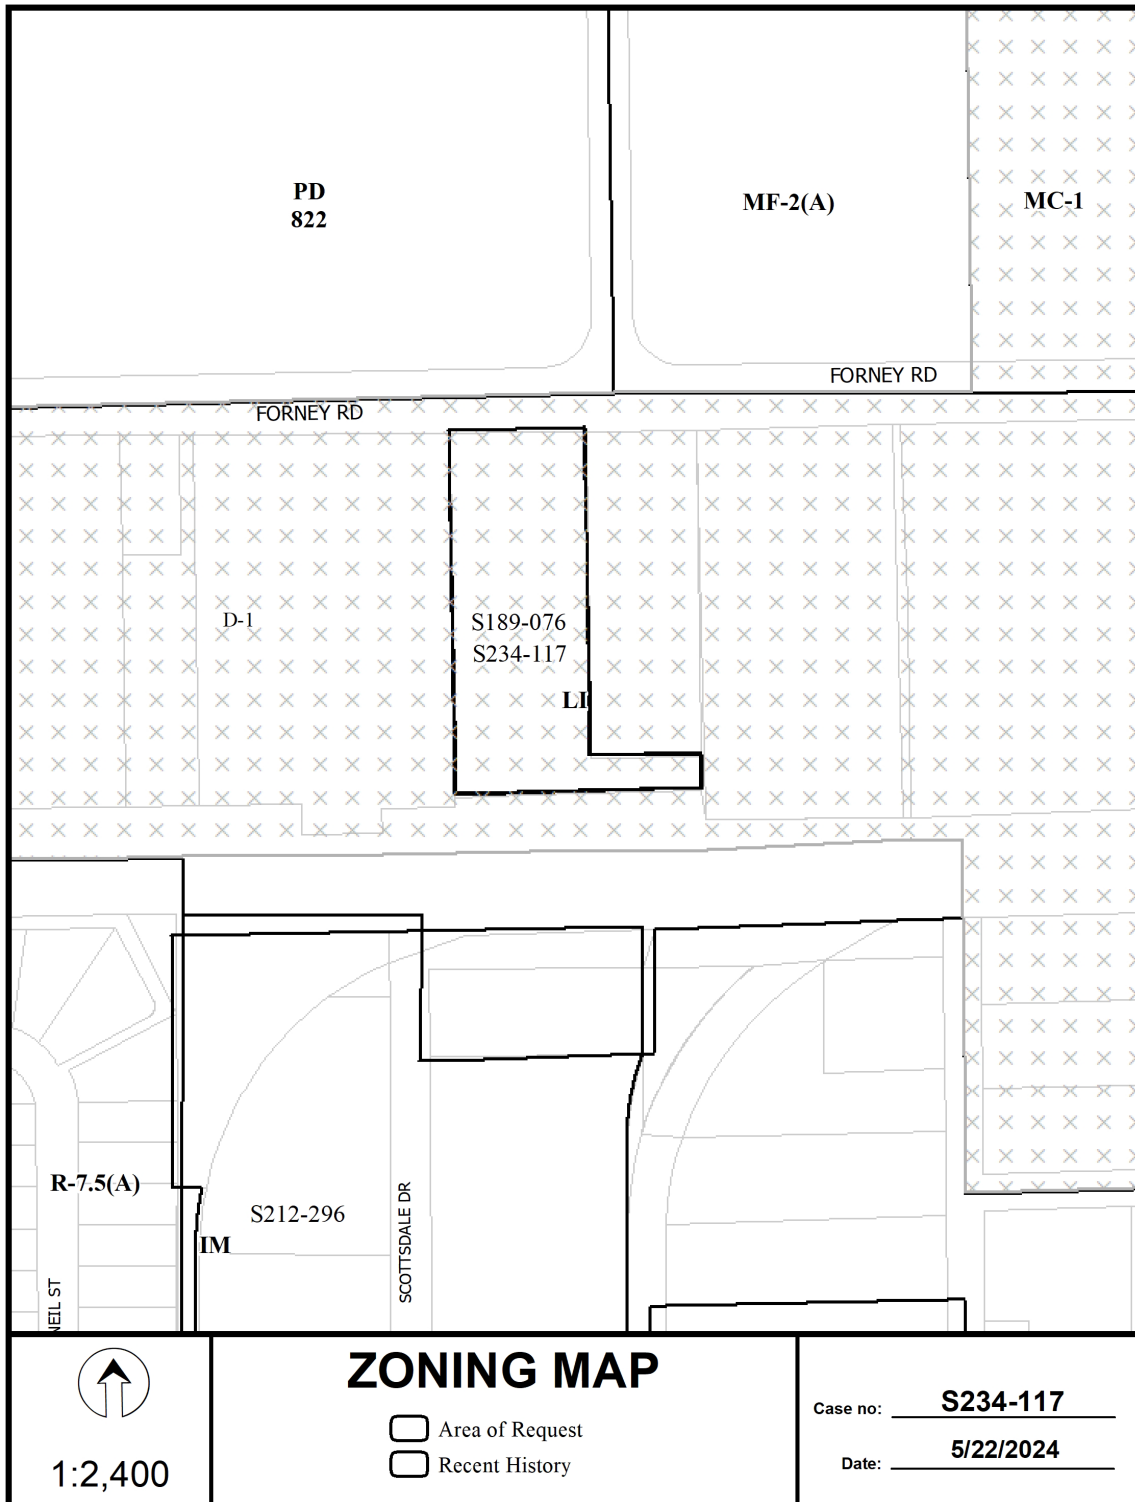 PD
822
MF-2(A)
MC-1
FORNEY RD
FORNEY RD
D-1
S189-076
S234-117
LI
R-7.5(A)
S212-296
IM
SCOTTSDALE DR
NEIL ST
1:2,400
ZONING MAP
Area of Request
Recent History
Case no: S234-117
Date: 5/22/2024